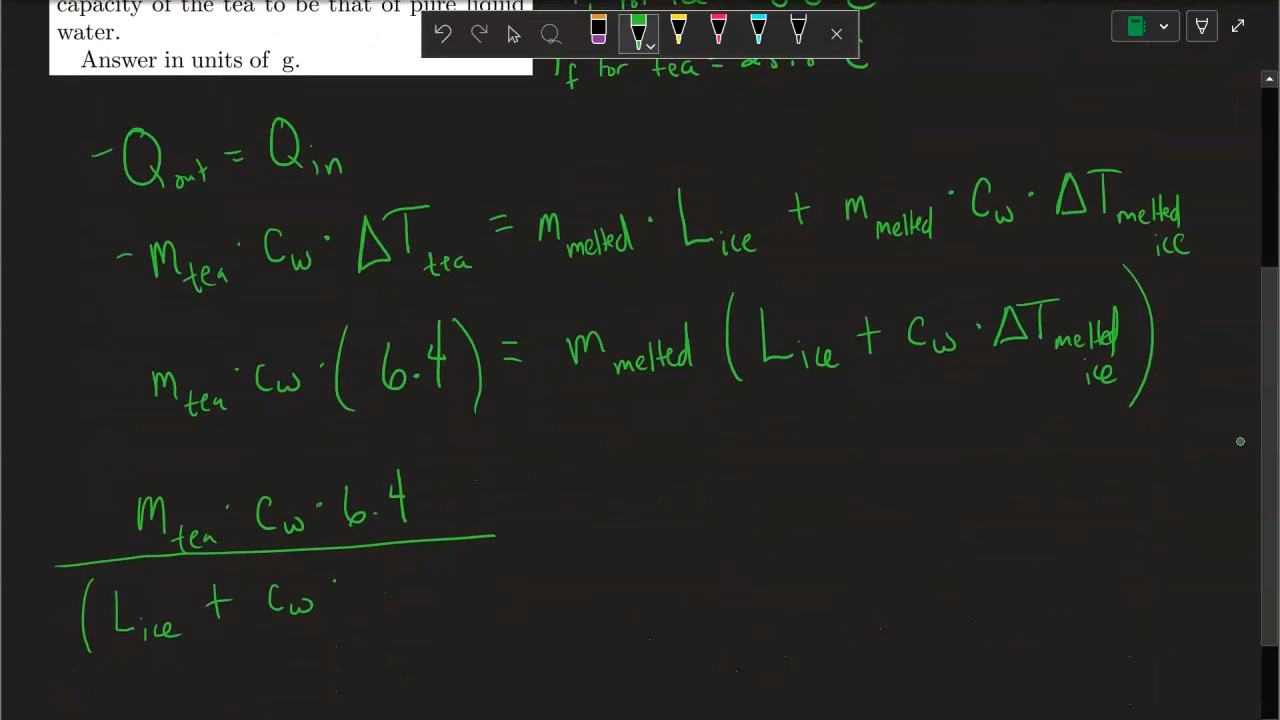 capacity of the tea to be that of pure liquid
water.
Answer in units of g.
f for tea =
-Q_out = Q_in
-m_tea · C_w · ΔT_tea = m_melted · L_ice + m_melted · C_w · ΔT_melted ice
m_tea · C_w · (6.4) = m_melted (L_ice + C_w · ΔT_melted ice)
m_tea · C_w · 6.4
(L_ice + C_w ·